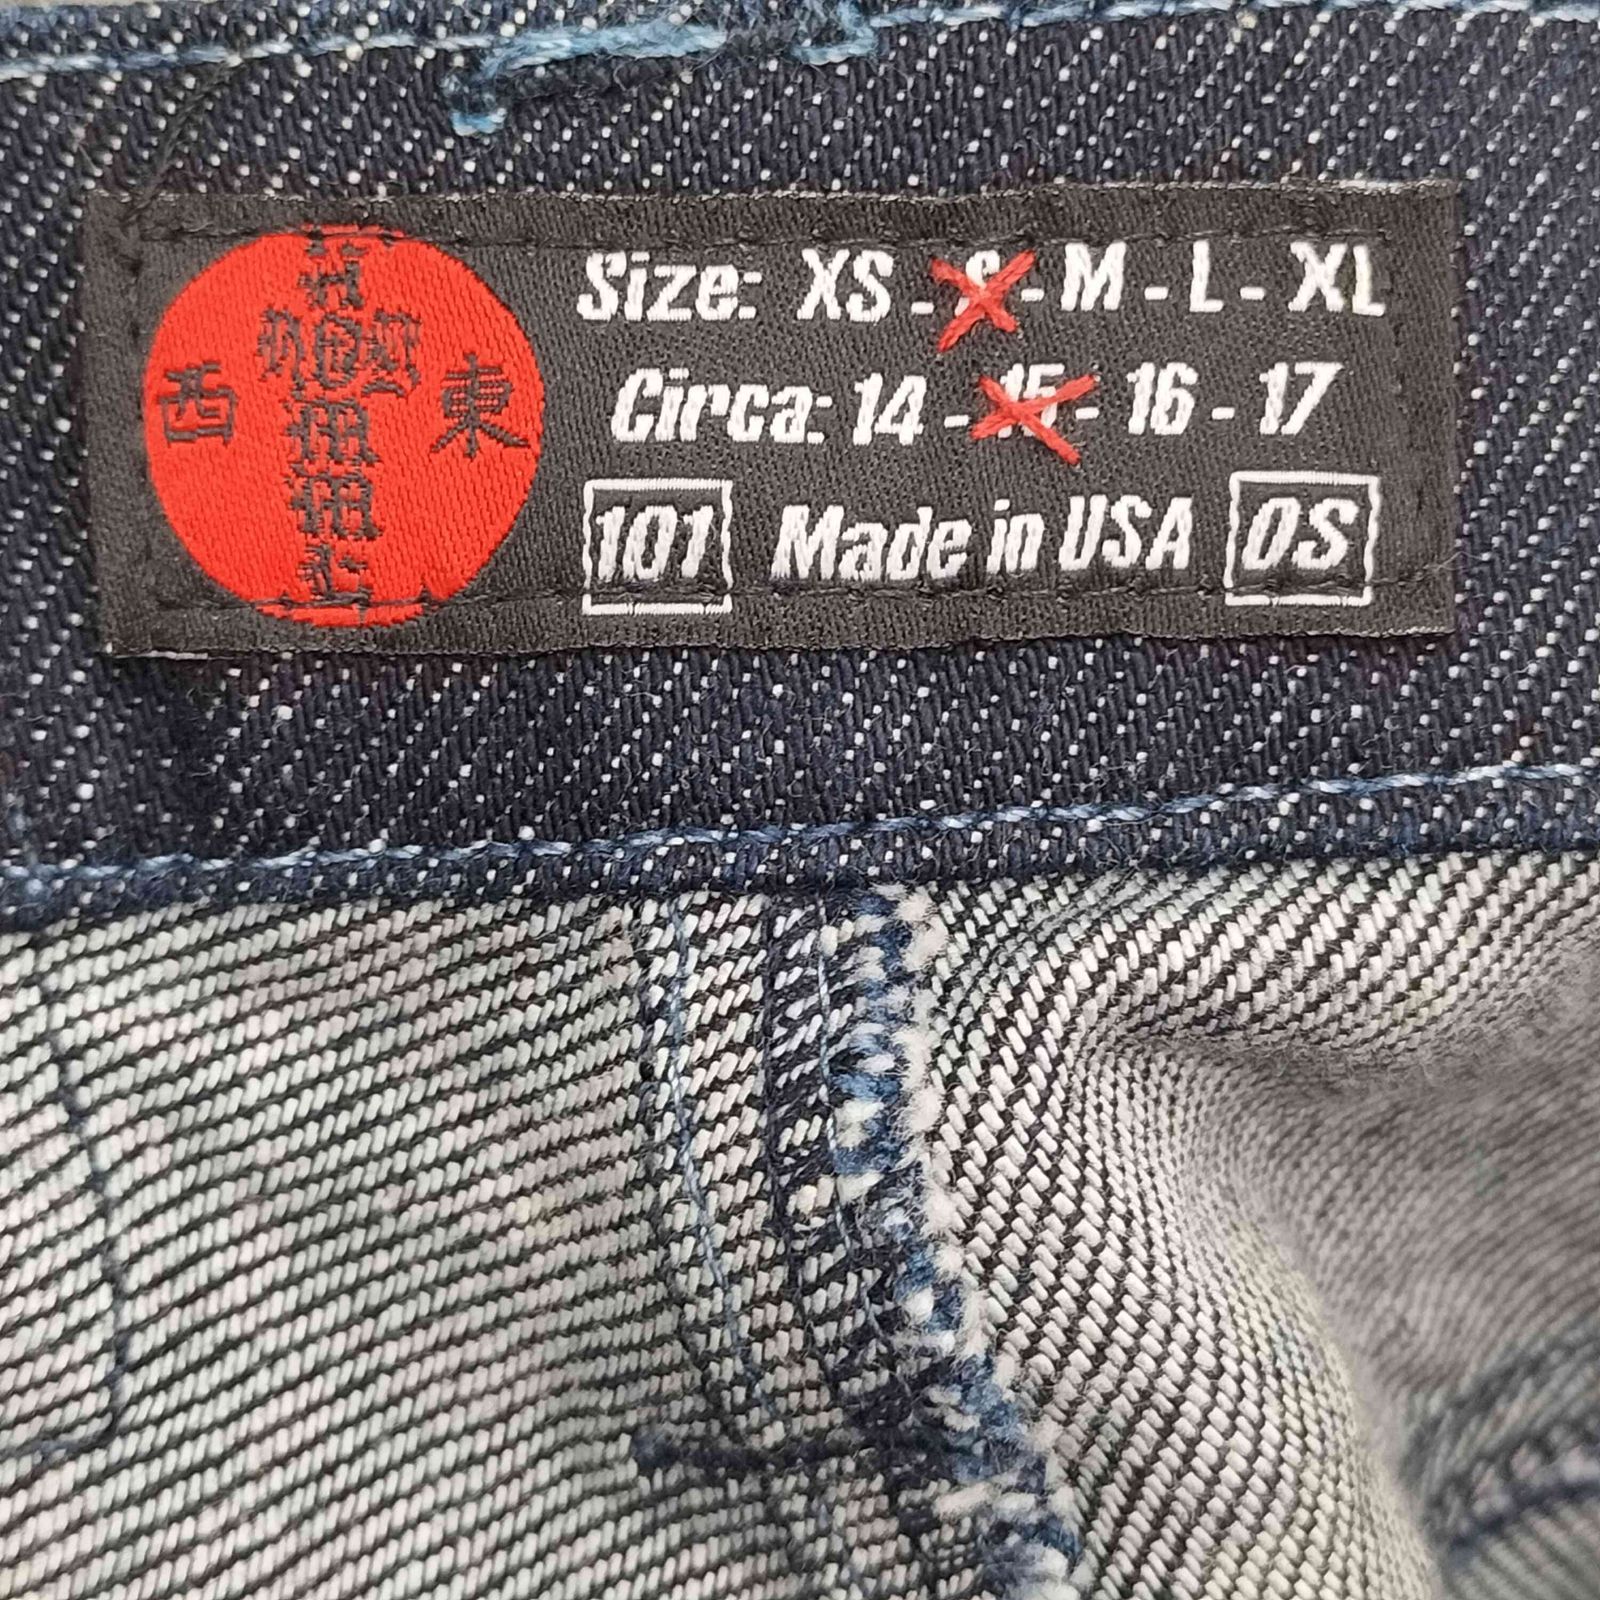 西 東
Size: XS - S - M - L - XL
Circa: 14 - 15 - 16 - 17
101 Made in USA OS